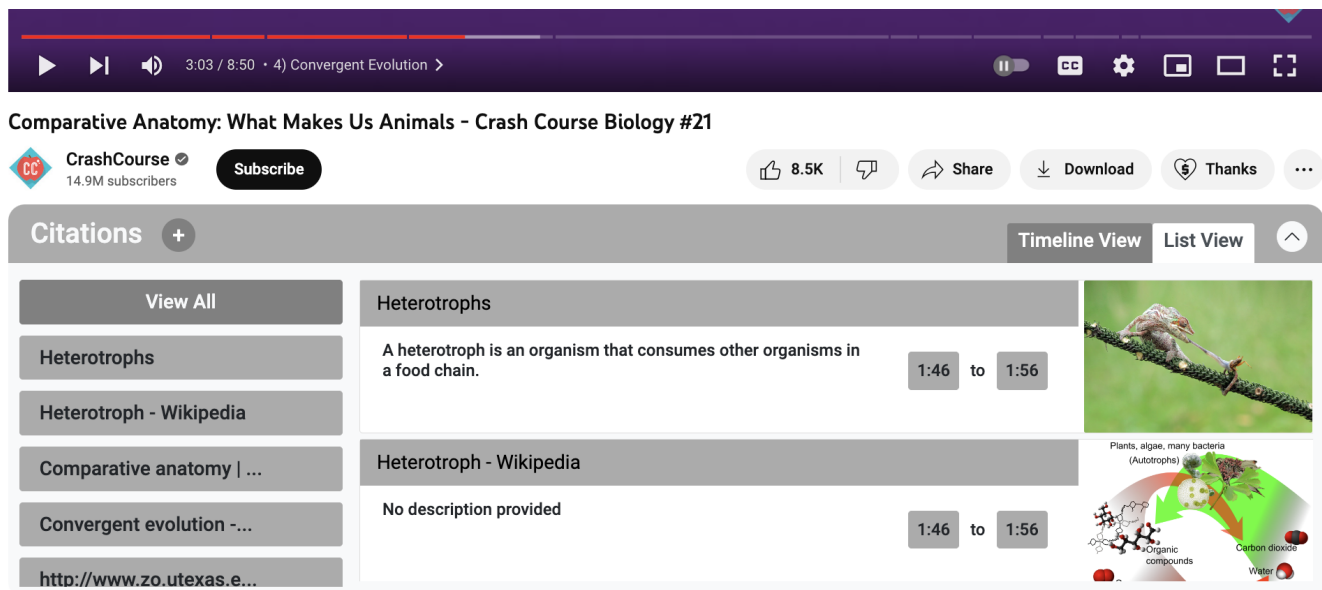 3:03 / 8:50 • 4) Convergent Evolution >
CC
Comparative Anatomy: What Makes Us Animals - Crash Course Biology #21
CC
CrashCourse
14.9M subscribers
Subscribe
8.5K
Share
Download
$
Thanks
...
Citations
+
Timeline View
List View
View All
Heterotrophs
Heterotroph - Wikipedia
Comparative anatomy | ...
Convergent evolution -...
http://www.zo.utexas.e...
Heterotrophs
A heterotroph is an organism that consumes other organisms in
a food chain.
1:46 to 1:56
Heterotroph - Wikipedia
No description provided
1:46 to 1:56
Plants, algae, many bacteria
(Autotrophs)
Organic
compounds
Carbon dioxide
Water